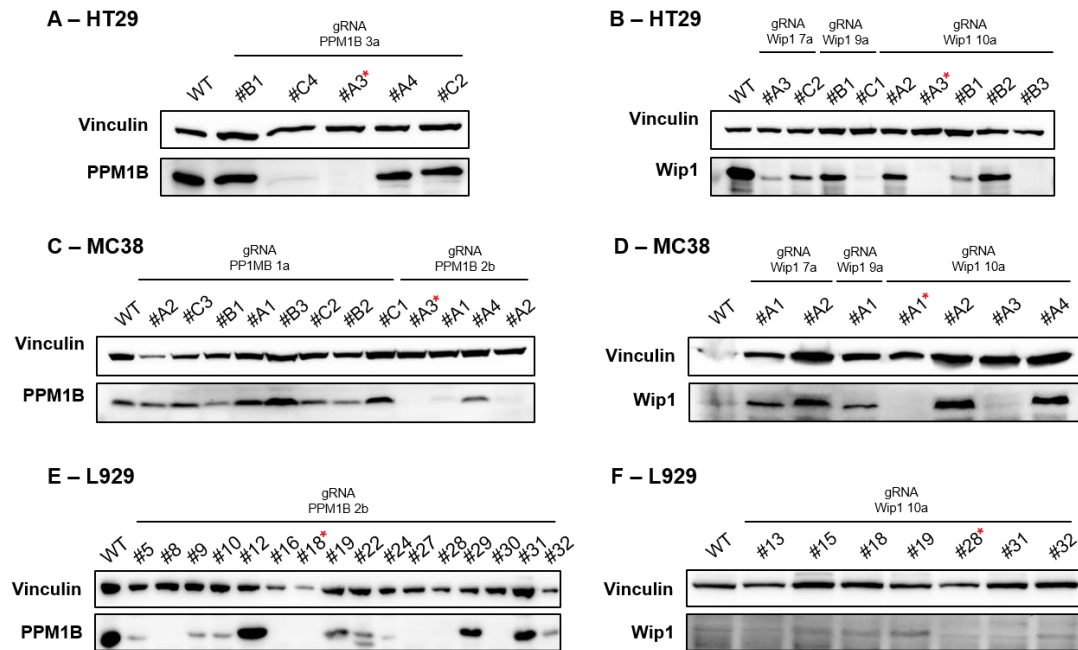 A – HT29
gRNA
PPM1B 3a
WT #B1 #C4 #A3* #A4 #C2
Vinculin
PPM1B
B – HT29
gRNA
Wip1 7a
gRNA
Wip1 9a
gRNA
Wip1 10a
WT #A3 #C2 #B1 #C1 #A2 #A3* #B1 #B2 #B3
Vinculin
Wip1
C – MC38
gRNA
PP1MB 1a
gRNA
PPM1B 2b
WT #A2 #C3 #B1 #A1 #B3 #C2 #B2 #C1 #A3* #A1 #A4 #A2
Vinculin
PPM1B
D – MC38
gRNA
Wip1 7a
gRNA
Wip1 9a
gRNA
Wip1 10a
WT #A1 #A2 #A1 #A1* #A2 #A3 #A4
Vinculin
Wip1
E – L929
gRNA
PPM1B 2b
WT #5 #8 #9 #10 #12 #16 #18* #19 #22 #24 #27 #28 #29 #30 #31 #32
Vinculin
PPM1B
F – L929
gRNA
Wip1 10a
WT #13 #15 #18 #19 #28* #31 #32
Vinculin
Wip1